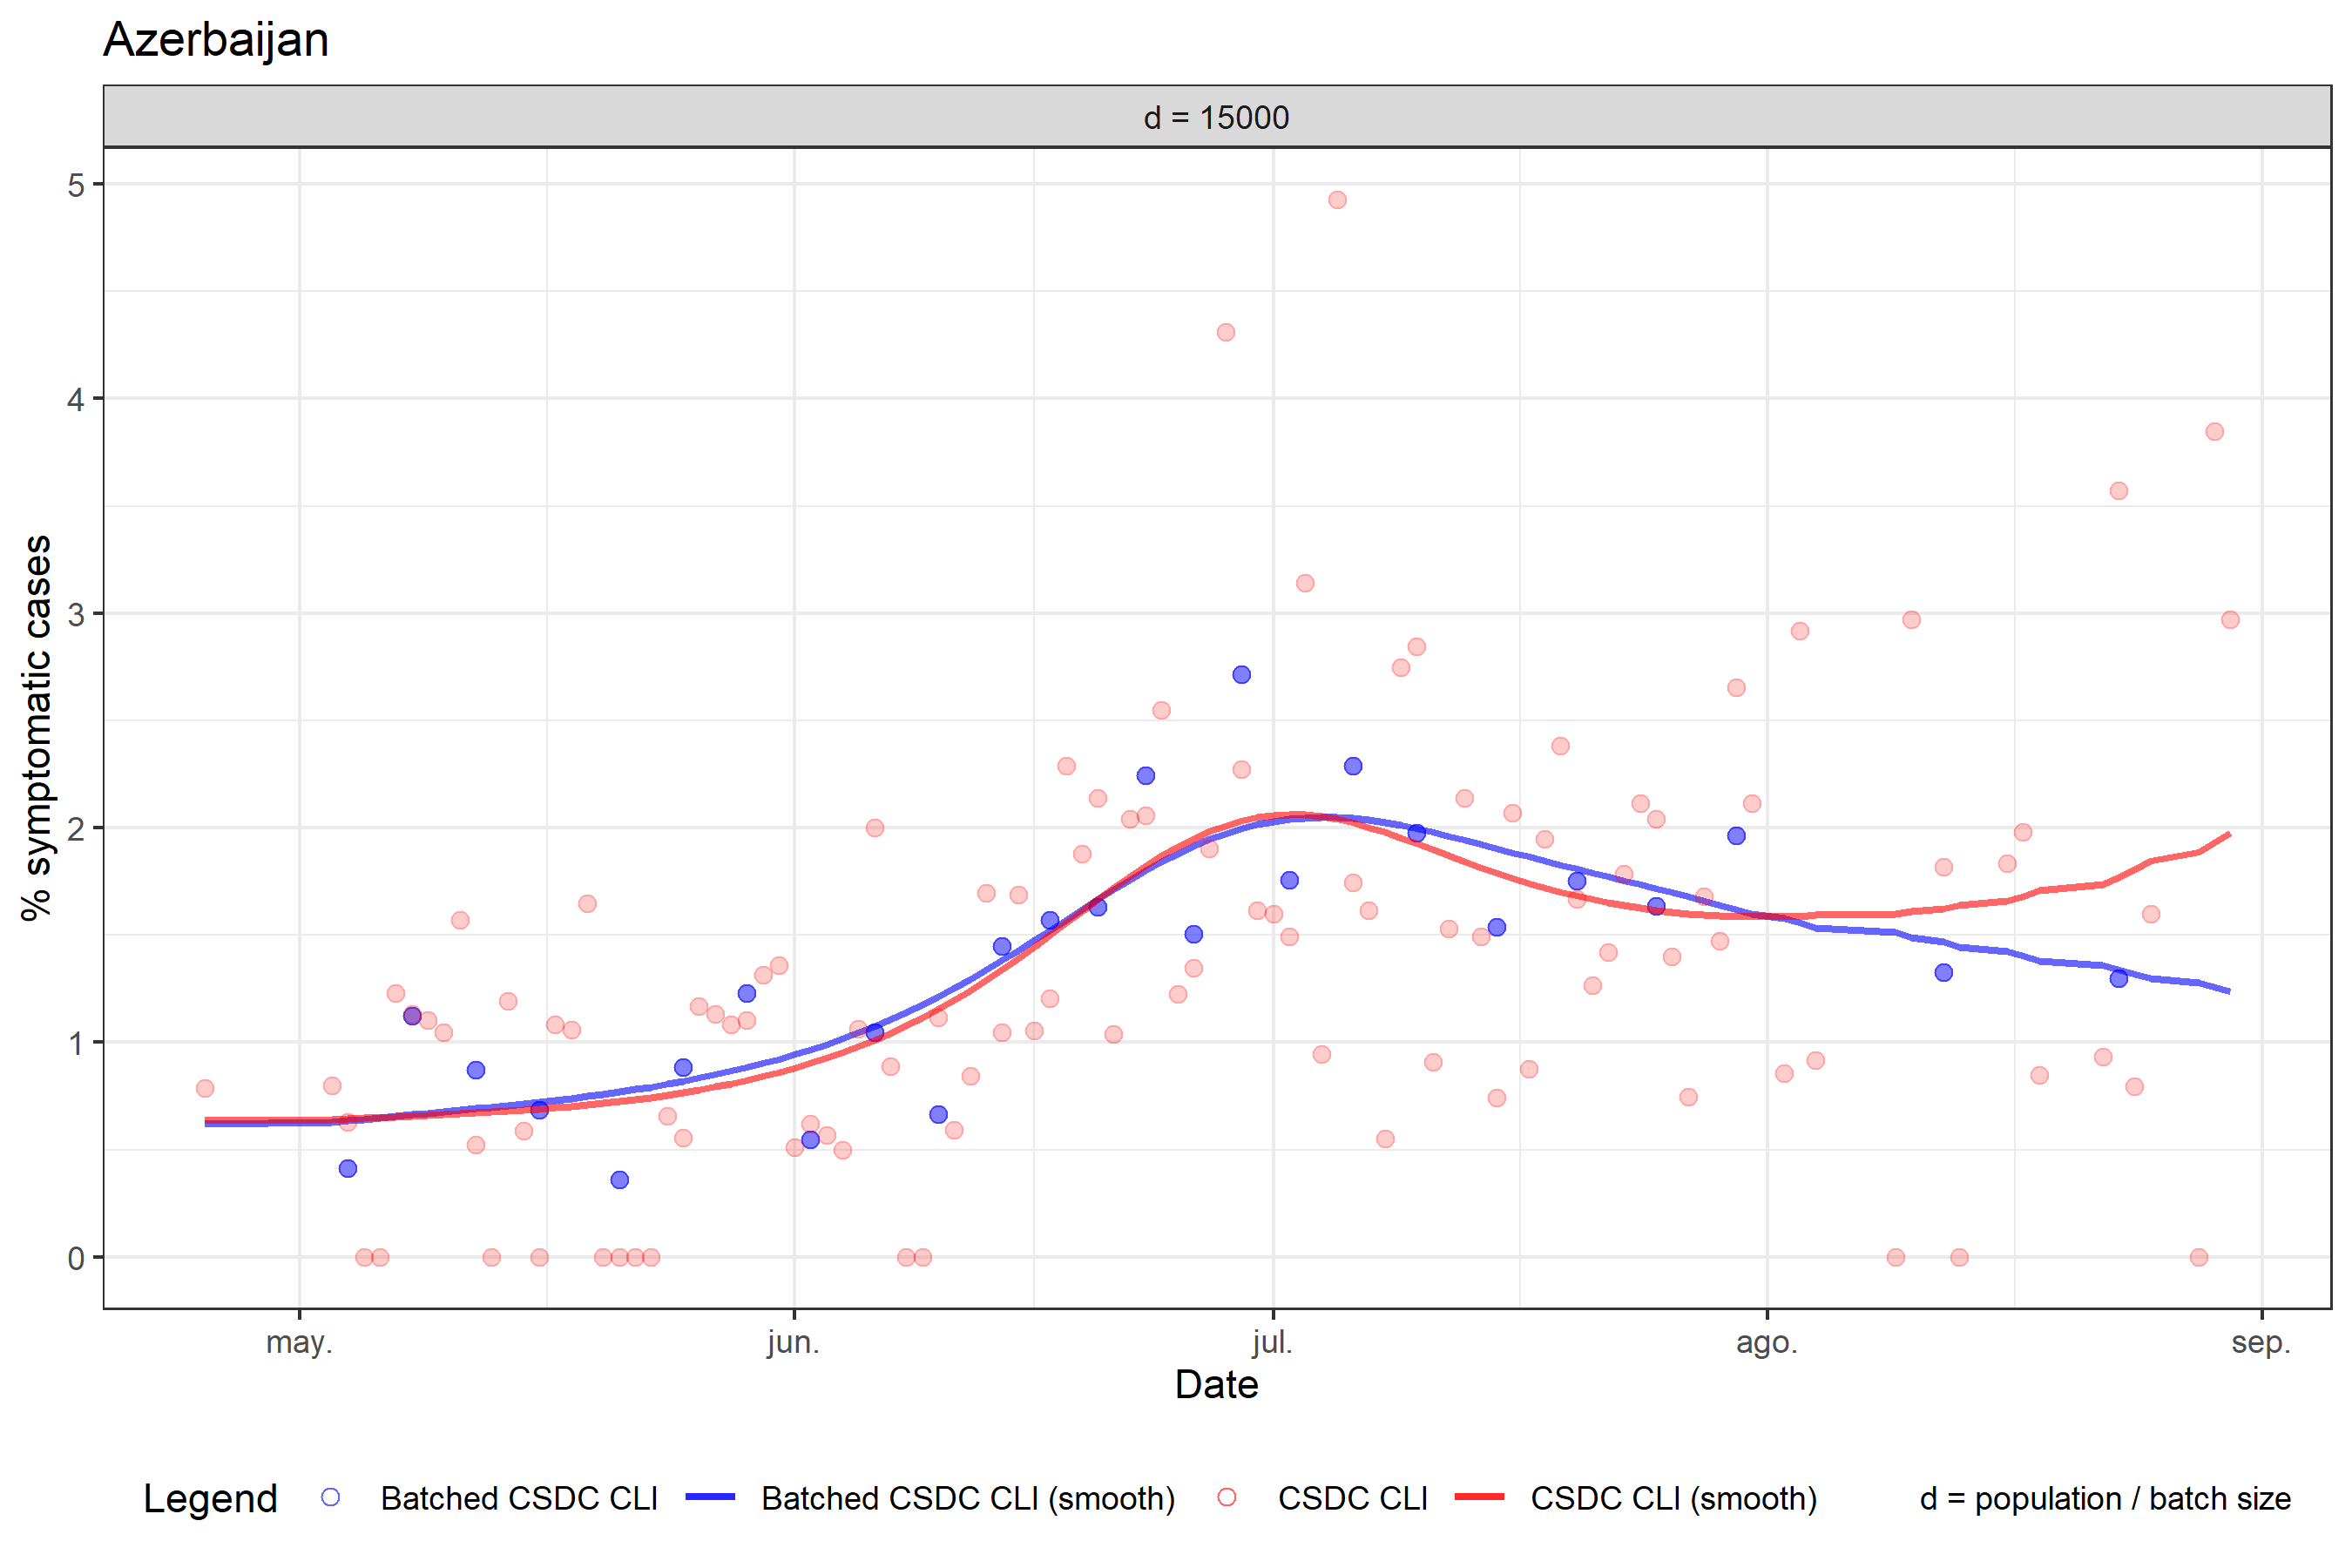 Azerbaijan
d = 15000
% symptomatic cases
5
4
3
2
1
0
may. jun. jul. ago. sep.
Date
Legend Batched CSDC CLI Batched CSDC CLI (smooth) CSDC CLI CSDC CLI (smooth) d = population / batch size